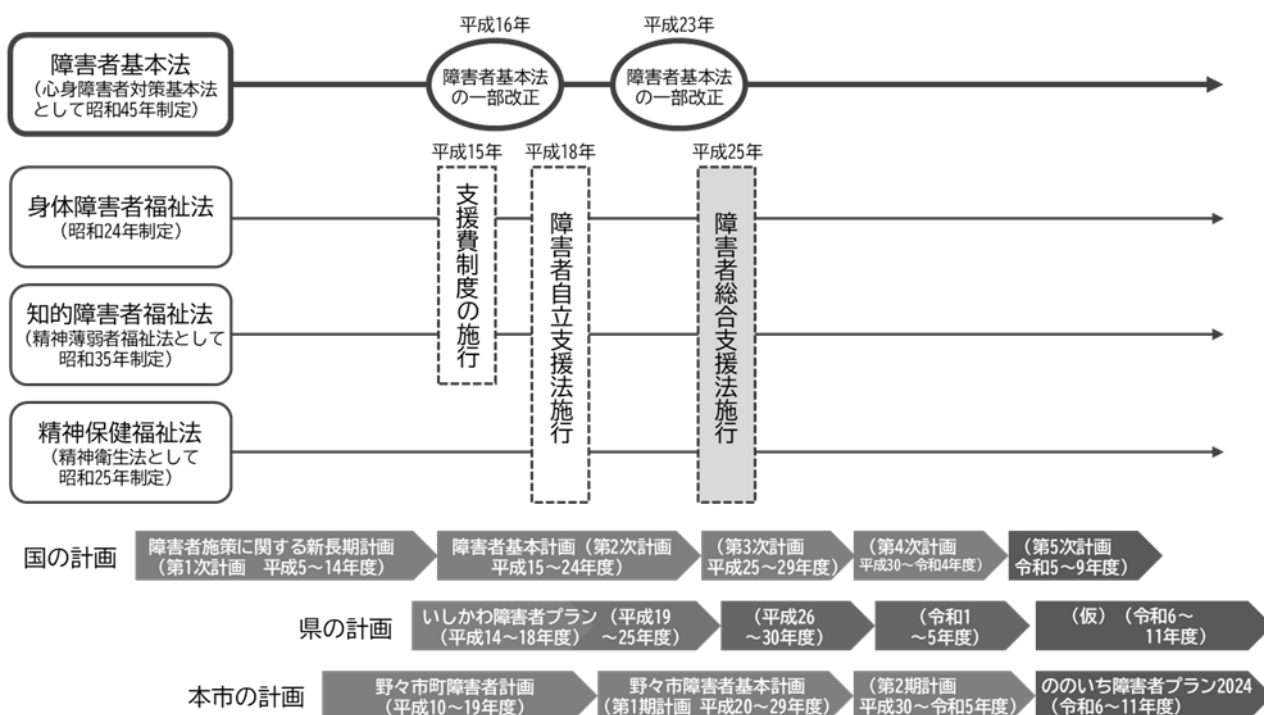 平成16年
平成23年
障害者基本法
（心身障害者対策基本法
として昭和45年制定）
障害者基本法
の一部改正
障害者基本法
の一部改正
平成15年
平成18年
平成25年
身体障害者福祉法
（昭和24年制定）
知的障害者福祉法
（精神薄弱者福祉法として
昭和35年制定）
精神保健福祉法
（精神衛生法として
昭和25年制定）
支援費制度の施行
障害者自立支援法施行
障害者総合支援法施行
国の計画
障害者施策に関する新長期計画
（第1次計画　平成5～14年度）
障害者基本計画（第2次計画
平成15～24年度）
（第3次計画
平成25～29年度）
（第4次計画
平成30～令和4年度）
（第5次計画
令和5～9年度）
県の計画
いしかわ障害者プラン
（平成14～18年度）
（平成19
～25年度）
（平成26
～30年度）
（令和1
～5年度）
（仮）（令和6～
11年度）
本市の計画
野々市町障害者計画
（平成10～19年度）
野々市障害者基本計画
（第1期計画 平成20～29年度）
（第2期計画
平成30～令和5年度）
ののいち障害者プラン2024
（令和6～11年度）